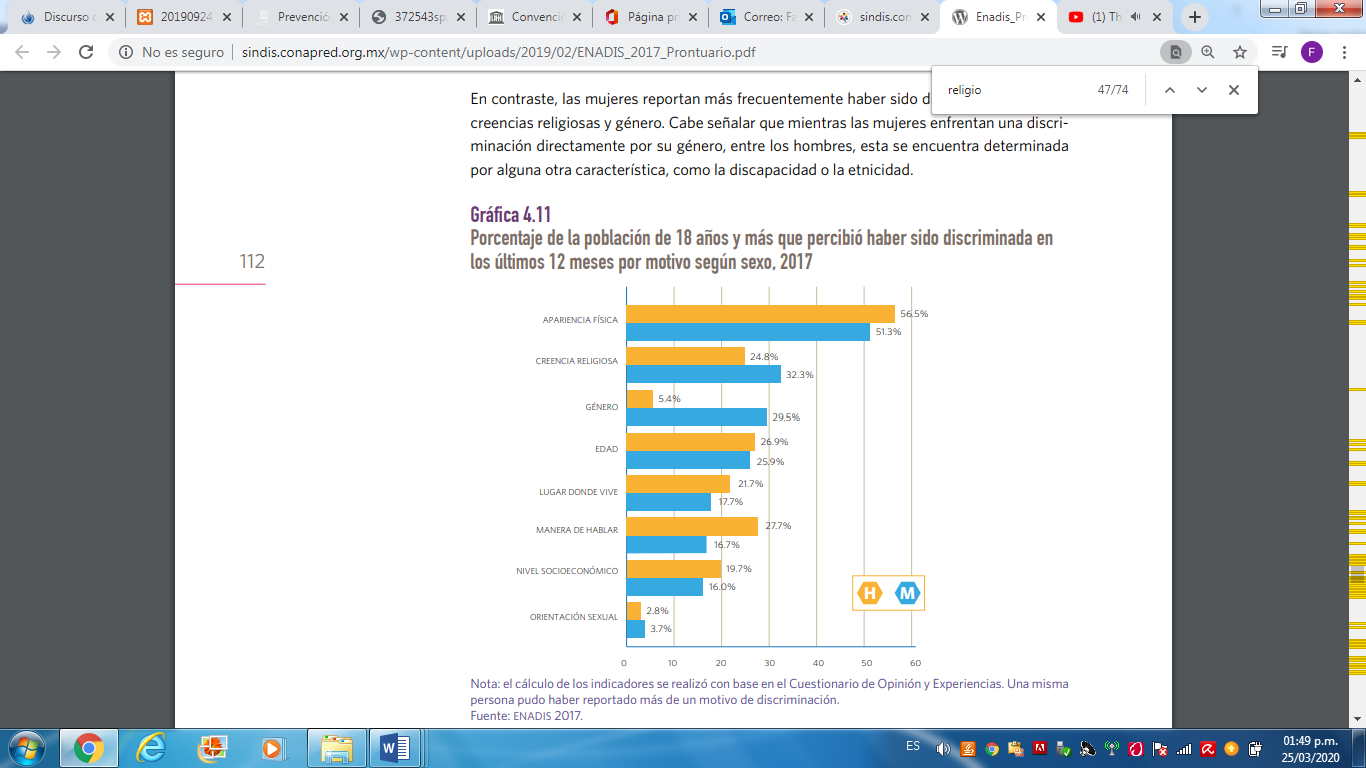 Discurso c
20190924
Prevenció
372543sp
Convenci
Página pr
Correo: Fa
sindis.con
Enadis_Pr
(1) Th
No es seguro | sindis.conapred.org.mx/wp-content/uploads/2019/02/ENADIS_2017_Prontuario.pdf
F
religio 47/74
En contraste, las mujeres reportan más frecuentemente haber sido d
creencias religiosas y género. Cabe señalar que mientras las mujeres enfrentan una discri-
minación directamente por su género, entre los hombres, esta se encuentra determinada
por alguna otra característica, como la discapacidad o la etnicidad.
112
Gráfica 4.11
Porcentaje de la población de 18 años y más que percibió haber sido discriminada en
los últimos 12 meses por motivo según sexo, 2017
APARIENCIA FÍSICA 56.5%
51.3%
CREENCIA RELIGIOSA 24.8%
32.3%
GÉNERO 5.4%
29.5%
EDAD 26.9%
25.9%
LUGAR DONDE VIVE 21.7%
17.7%
MANERA DE HABLAR 27.7%
16.7%
NIVEL SOCIOECONÓMICO 19.7%
16.0%
ORIENTACIÓN SEXUAL 2.8%
3.7%
H M
0 10 20 30 40 50 60
Nota: el cálculo de los indicadores se realizó con base en el Cuestionario de Opinión y Experiencias. Una misma
persona pudo haber reportado más de un motivo de discriminación.
Fuente: ENADIS 2017.
ES
01:49 p.m.
25/03/2020